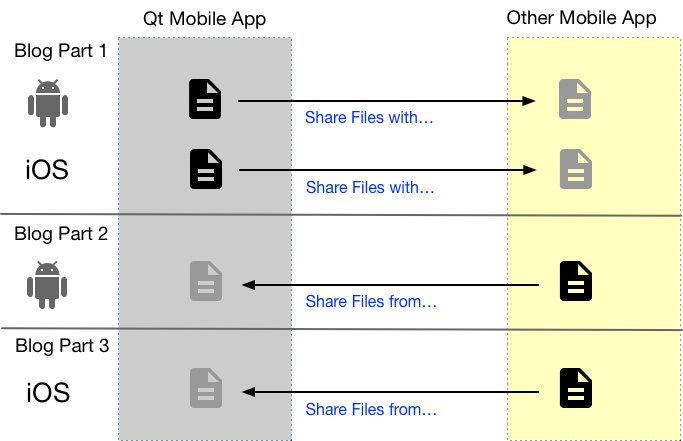 Qt Mobile App
Other Mobile App
Blog Part 1
Share Files with...
iOS
Share Files with...
Blog Part 2
Share Files from...
Blog Part 3
iOS
Share Files from...